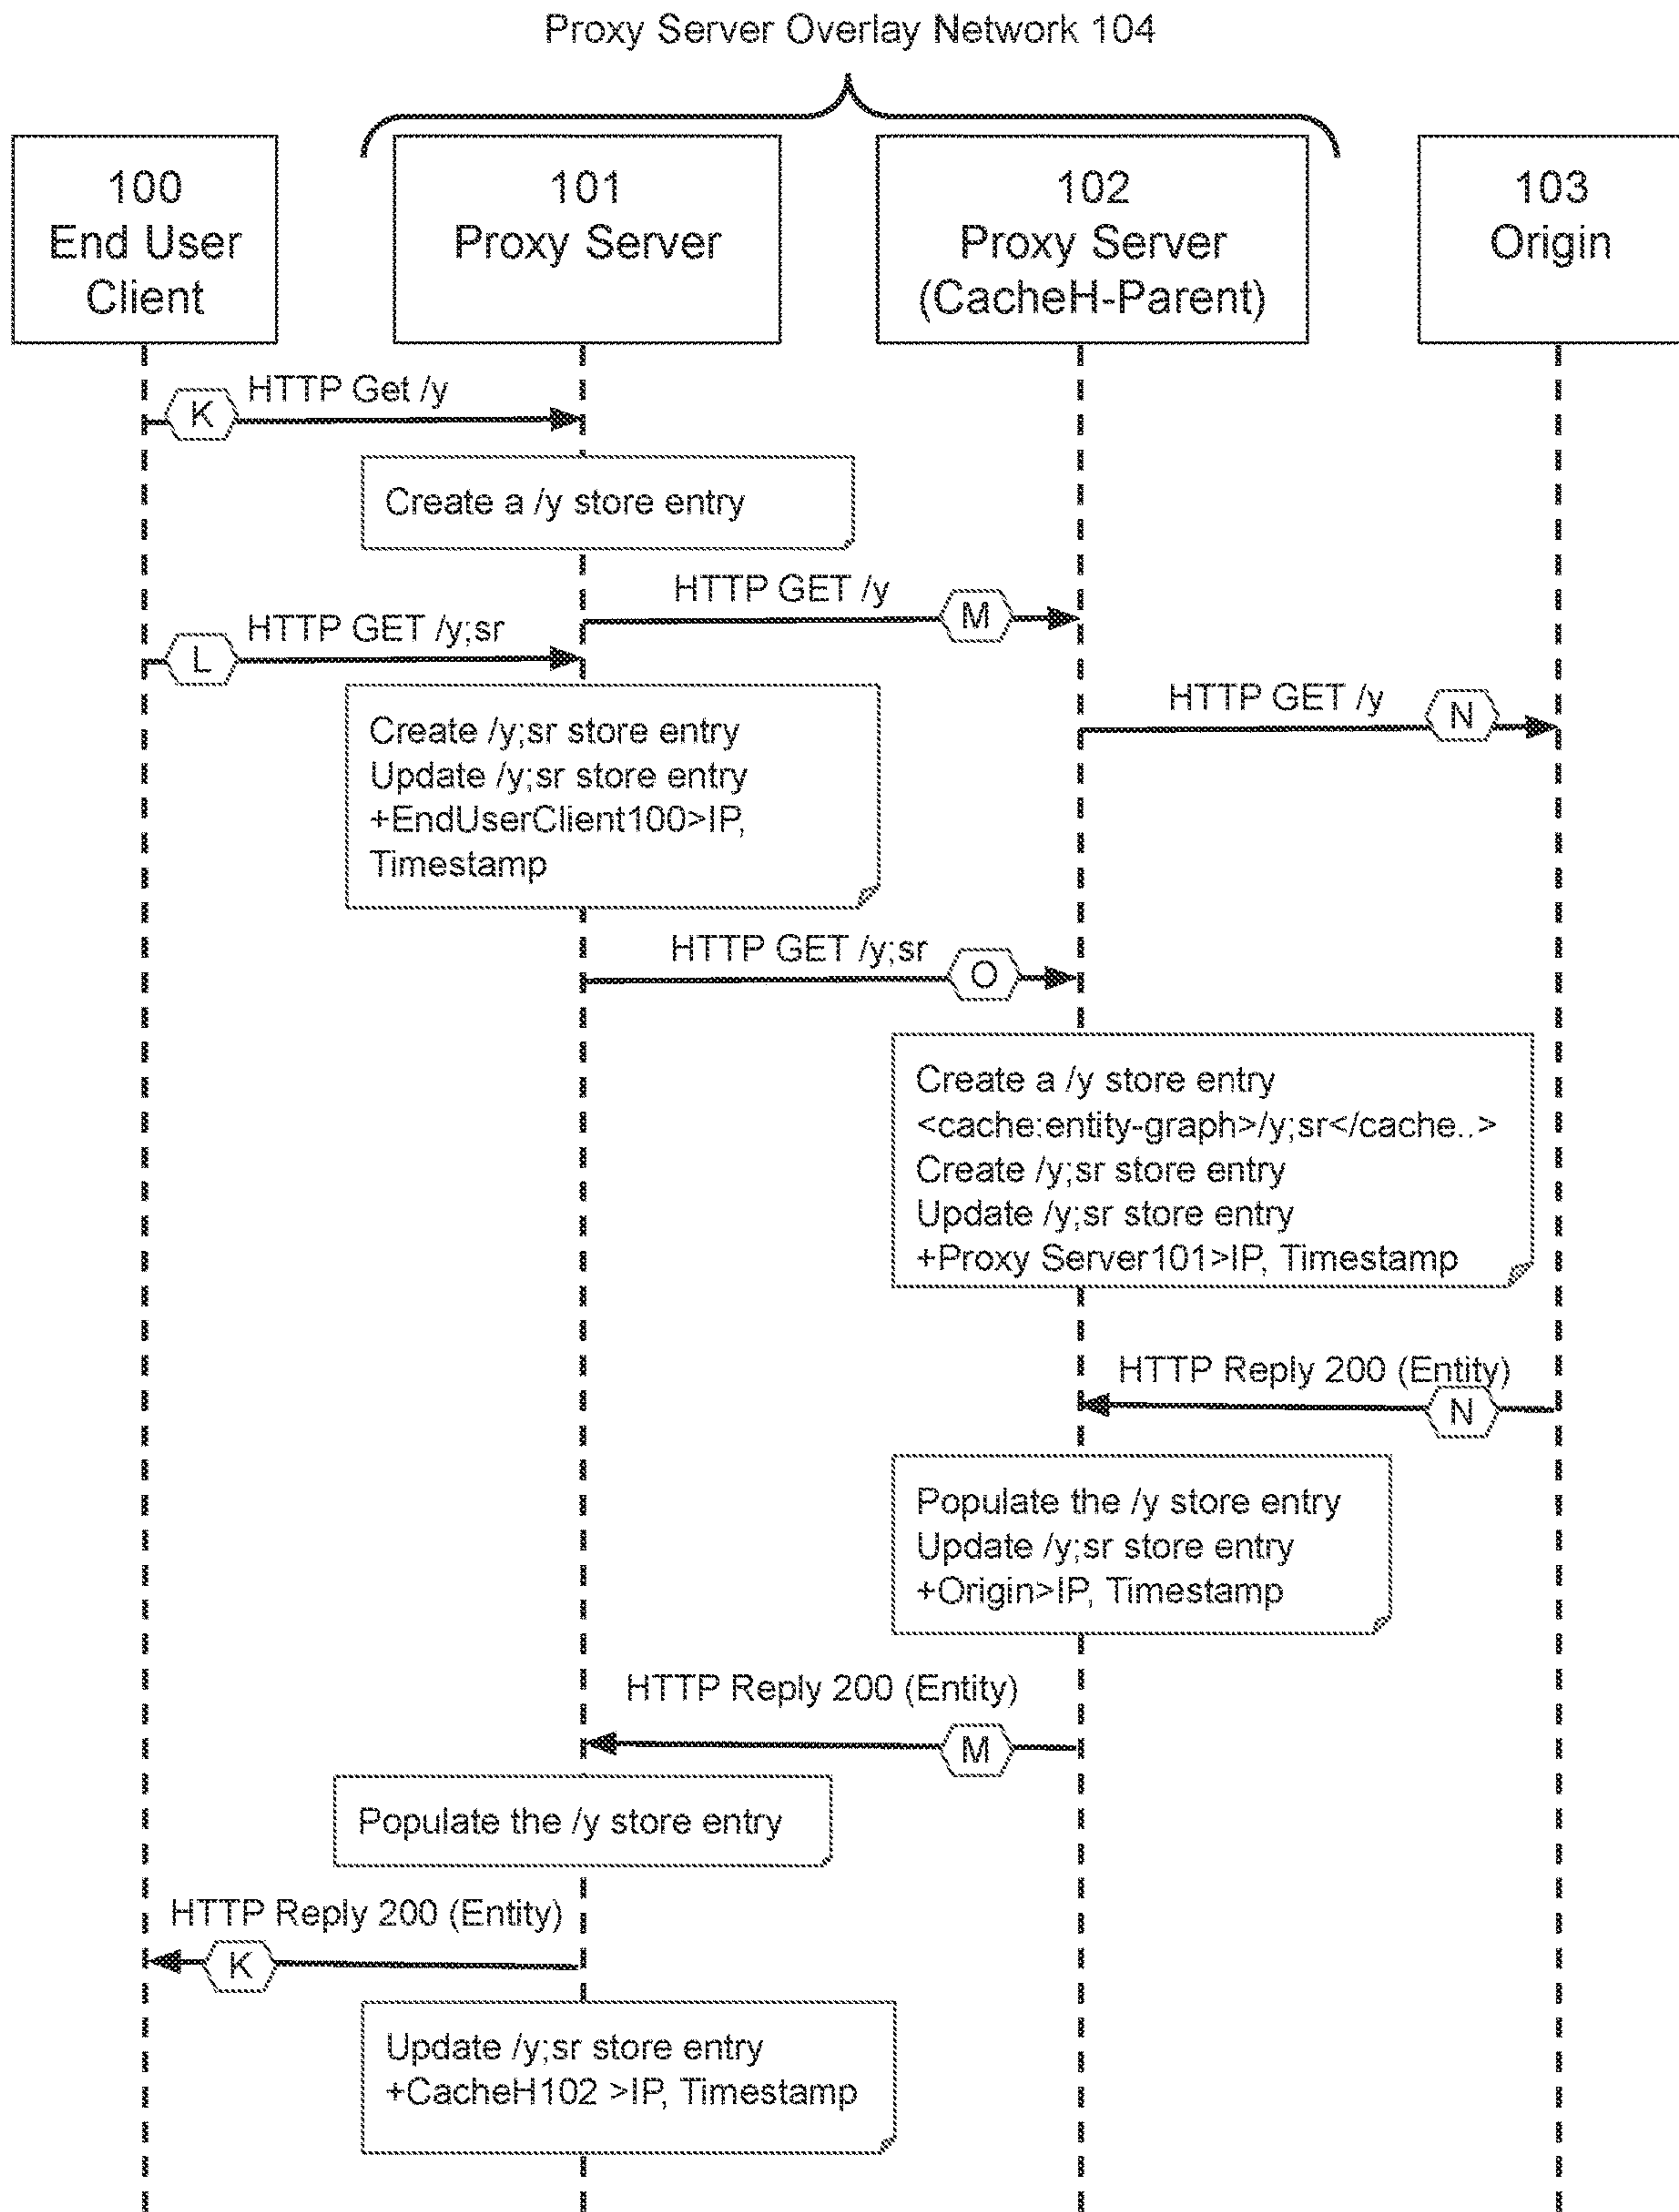 Proxy Server Overlay Network 104
100
End User
Client
101
Proxy Server
102
Proxy Server
(CacheH-Parent)
103
Origin
HTTP Get /y
K
Create a /y store entry
HTTP GET /y
M
HTTP GET /y;sr
L
HTTP GET /y
N
Create /y;sr store entry
Update /y;sr store entry
+EndUserClient100>IP,
Timestamp
HTTP GET /y;sr
O
Create a /y store entry
<cache:entity-graph>/y;sr</cache..>
Create /y;sr store entry
Update /y;sr store entry
+Proxy Server101>IP, Timestamp
HTTP Reply 200 (Entity)
N
Populate the /y store entry
Update /y;sr store entry
+Origin>IP, Timestamp
HTTP Reply 200 (Entity)
M
Populate the /y store entry
HTTP Reply 200 (Entity)
K
Update /y;sr store entry
+CacheH102 >IP, Timestamp